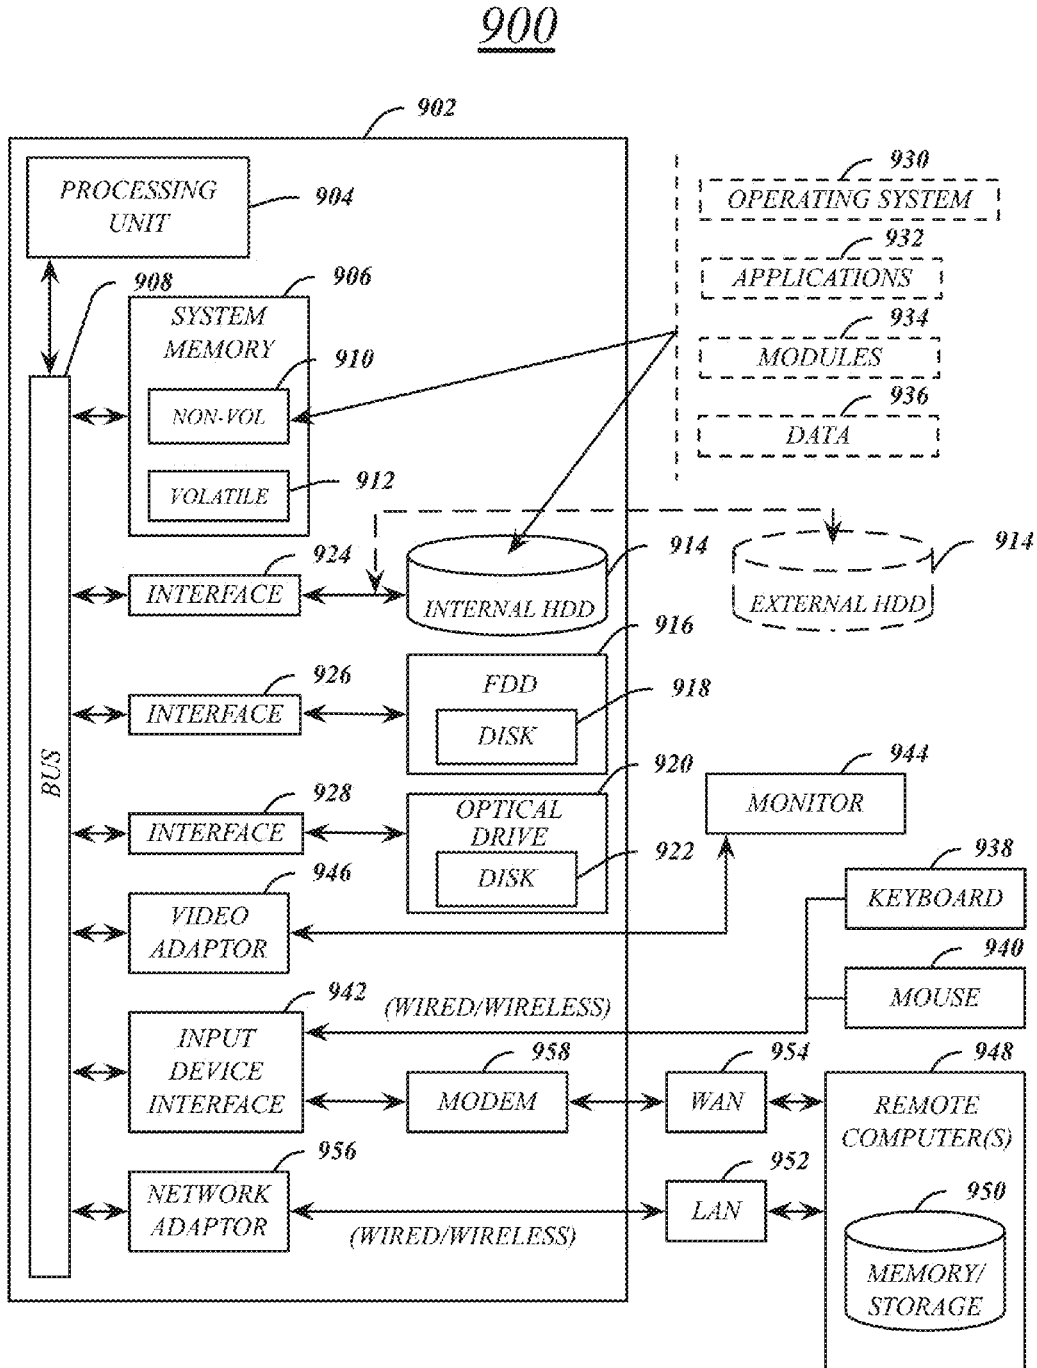 900
902
PROCESSING
UNIT
904
908
906
SYSTEM
MEMORY
910
NON-VOL
912
VOLATILE
930
OPERATING SYSTEM
932
APPLICATIONS
934
MODULES
936
DATA
924
INTERFACE
914
INTERNAL HDD
914
EXTERNAL HDD
916
FDD
918
DISK
926
INTERFACE
BUS
920
OPTICAL
DRIVE
922
DISK
928
INTERFACE
944
MONITOR
946
VIDEO
ADAPTOR
938
KEYBOARD
940
MOUSE
942
INPUT
DEVICE
INTERFACE
(WIRED/WIRELESS)
958
MODEM
954
WAN
948
REMOTE
COMPUTER(S)
956
NETWORK
ADAPTOR
(WIRED/WIRELESS)
952
LAN
950
MEMORY/
STORAGE